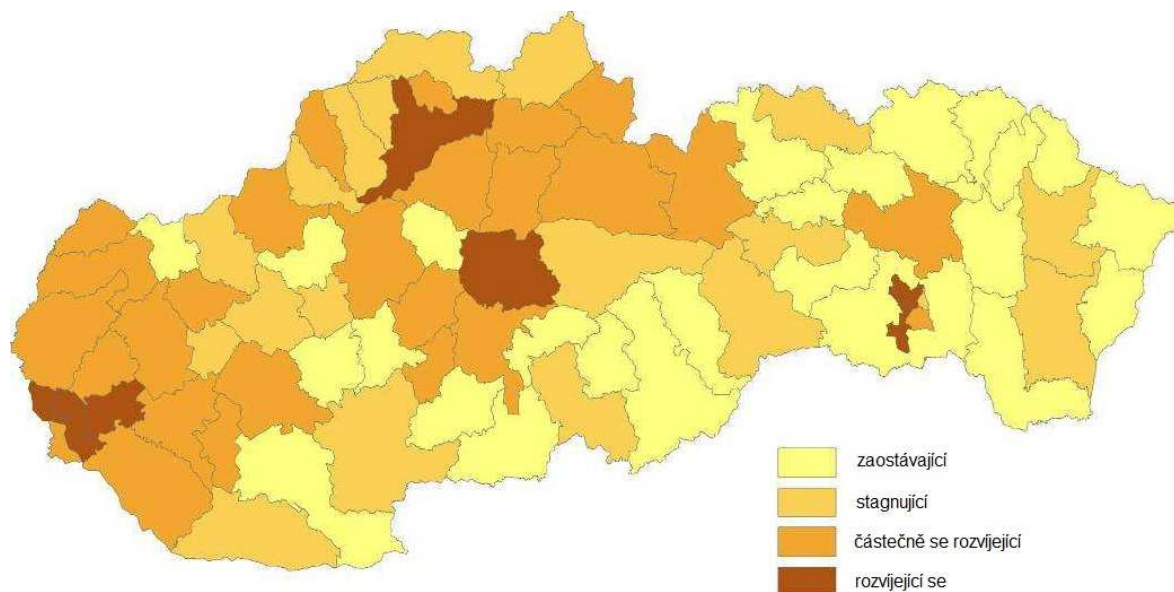 zaostávající
stagnující
částečně se rozvíjející
rozvíjející se